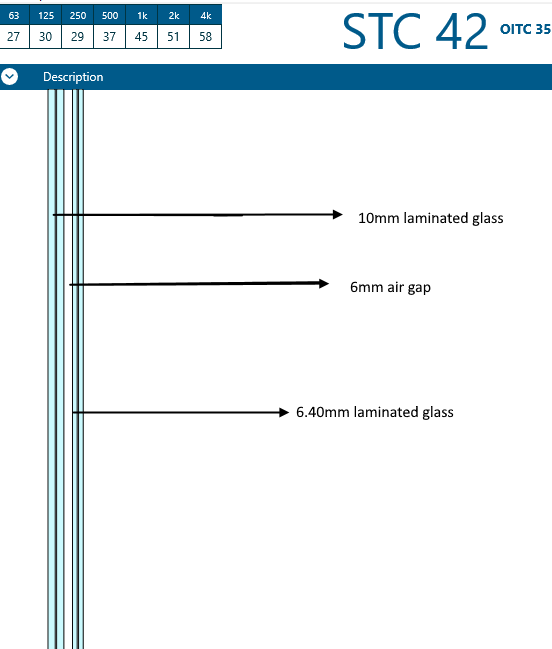 63 125 250 500 1k 2k 4k
27 30 29 37 45 51 58
STC 42 OITC 35
Description
10mm laminated glass
6mm air gap
6.40mm laminated glass